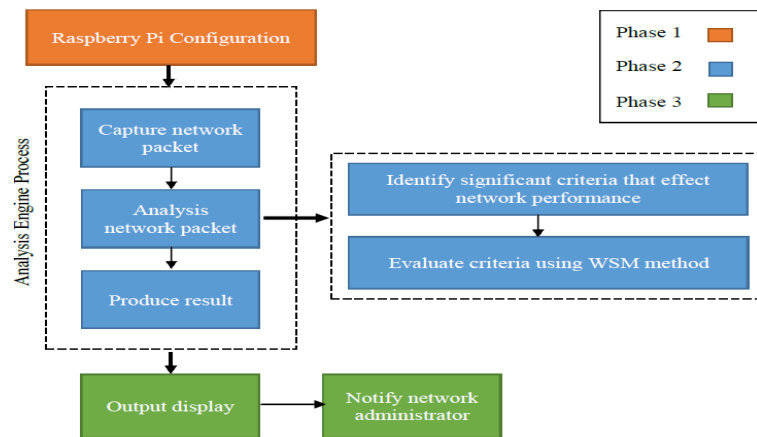 Raspberry Pi Configuration
Phase 1
Phase 2
Phase 3
Analysis Engine Process
Capture network
packet
Analysis
network packet
Produce result
Identify significant criteria that effect
network performance
Evaluate criteria using WSM method
Output display
Notify network
administrator